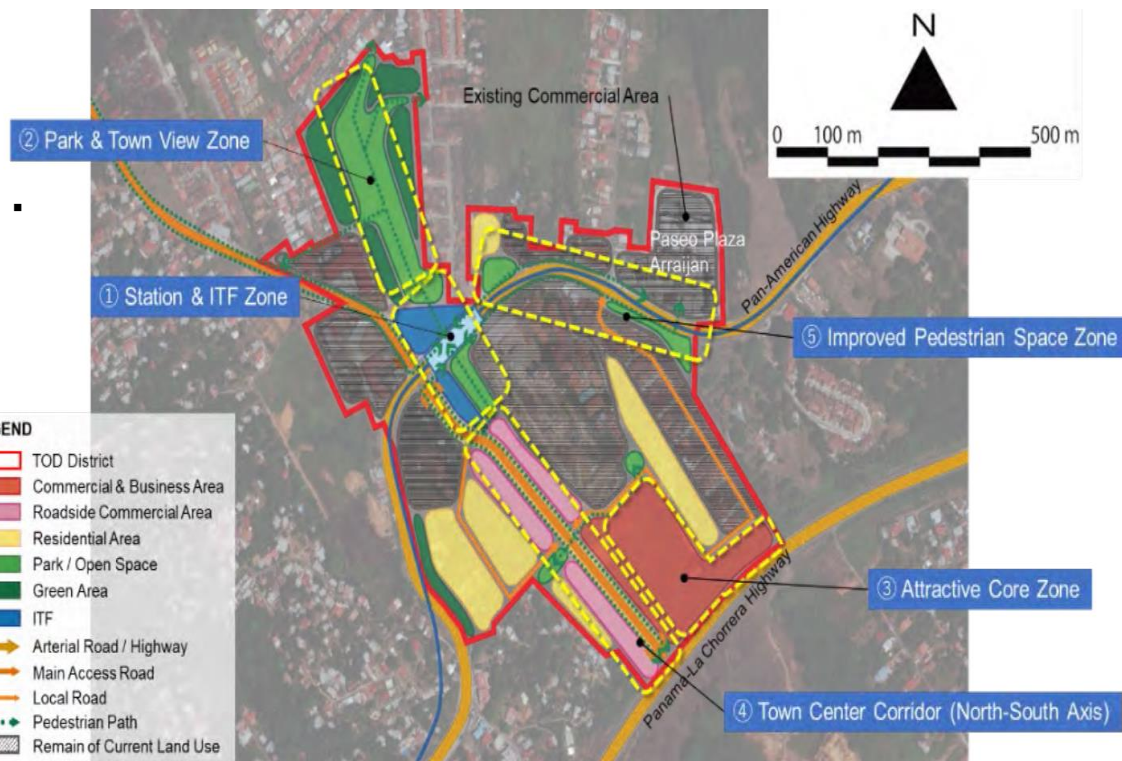 N
0 100 m 500 m
Existing Commercial Area
② Park & Town View Zone
Paseo Plaza
Arraijan
Pan-American Highway
① Station & ITF Zone
⑤ Improved Pedestrian Space Zone
③ Attractive Core Zone
Panama-La Chorrera Highway
④ Town Center Corridor (North-South Axis)
END
TOD District
Commercial & Business Area
Roadside Commercial Area
Residential Area
Park / Open Space
Green Area
ITF
Arterial Road / Highway
Main Access Road
Local Road
Pedestrian Path
Remain of Current Land Use